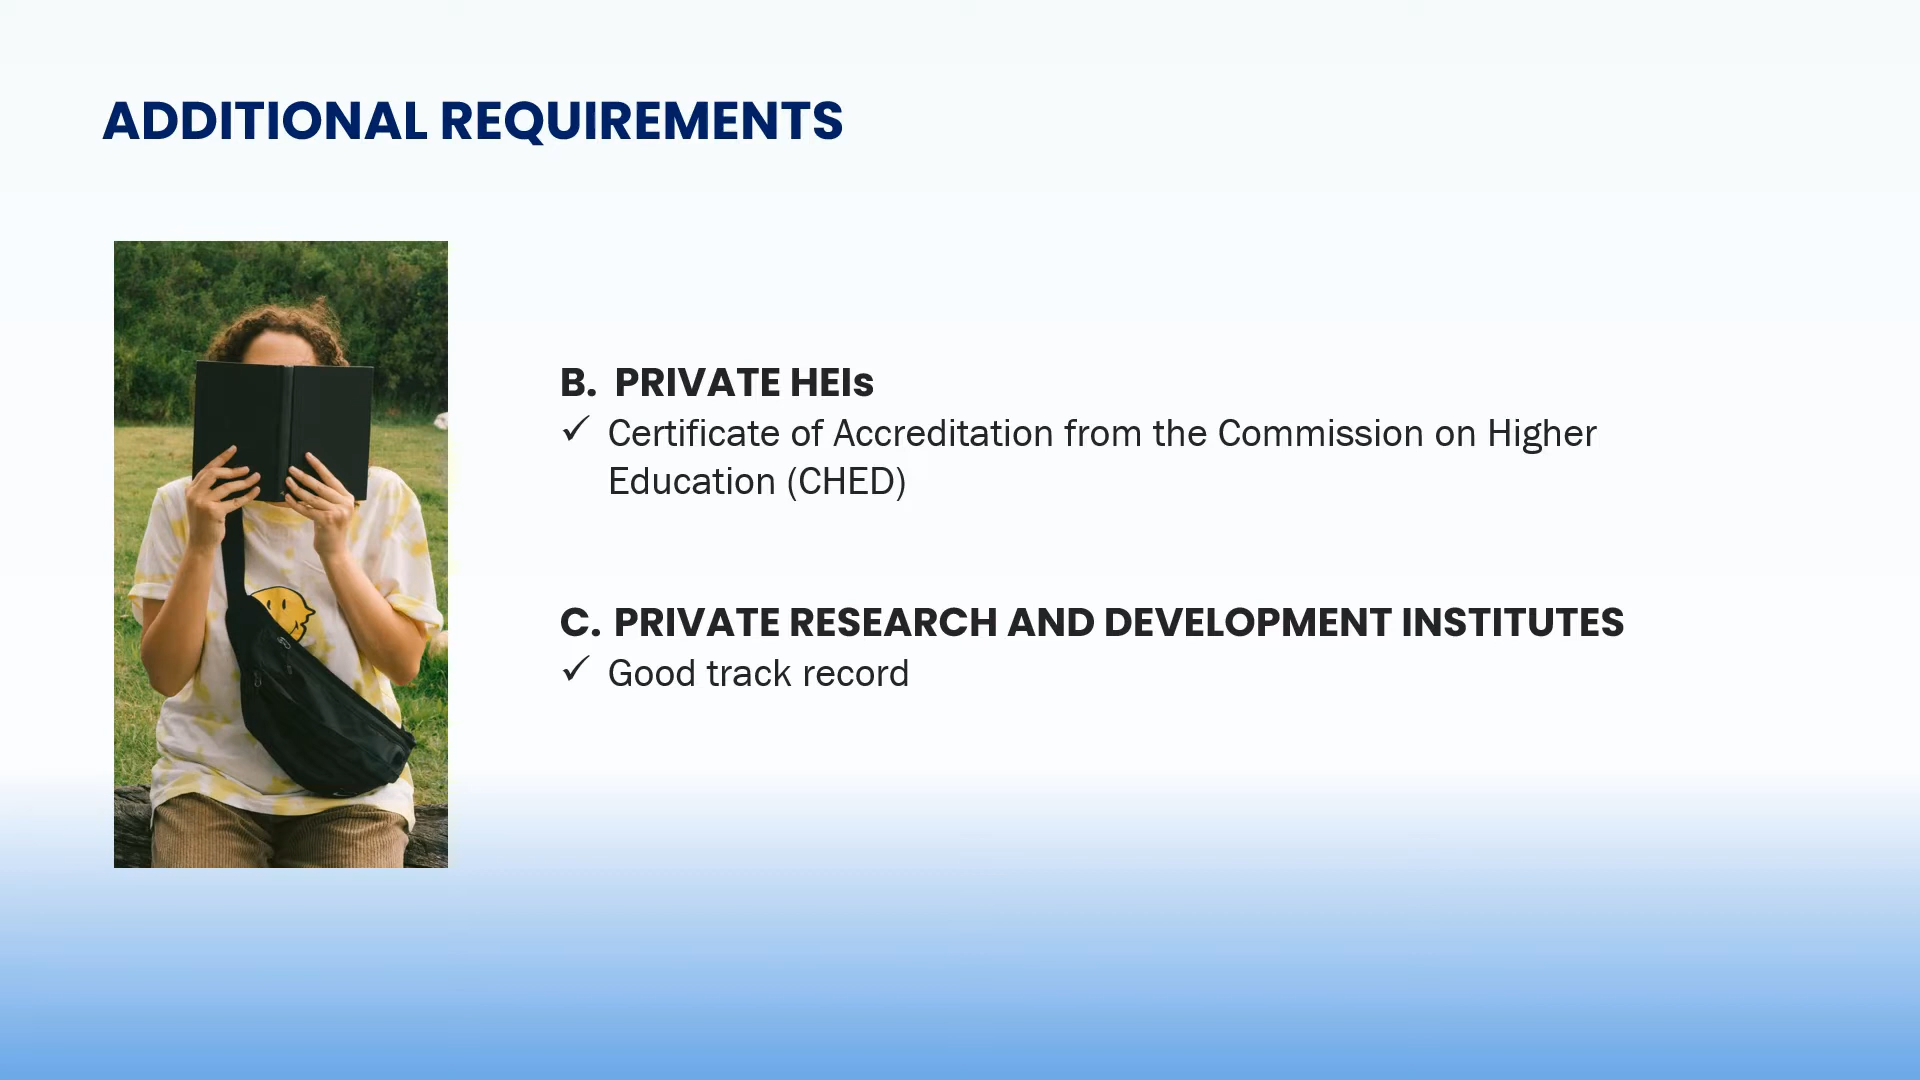 ADDITIONAL REQUIREMENTS
B. PRIVATE HEIs
✓ Certificate of Accreditation from the Commission on Higher
Education (CHED)
C. PRIVATE RESEARCH AND DEVELOPMENT INSTITUTES
✓ Good track record